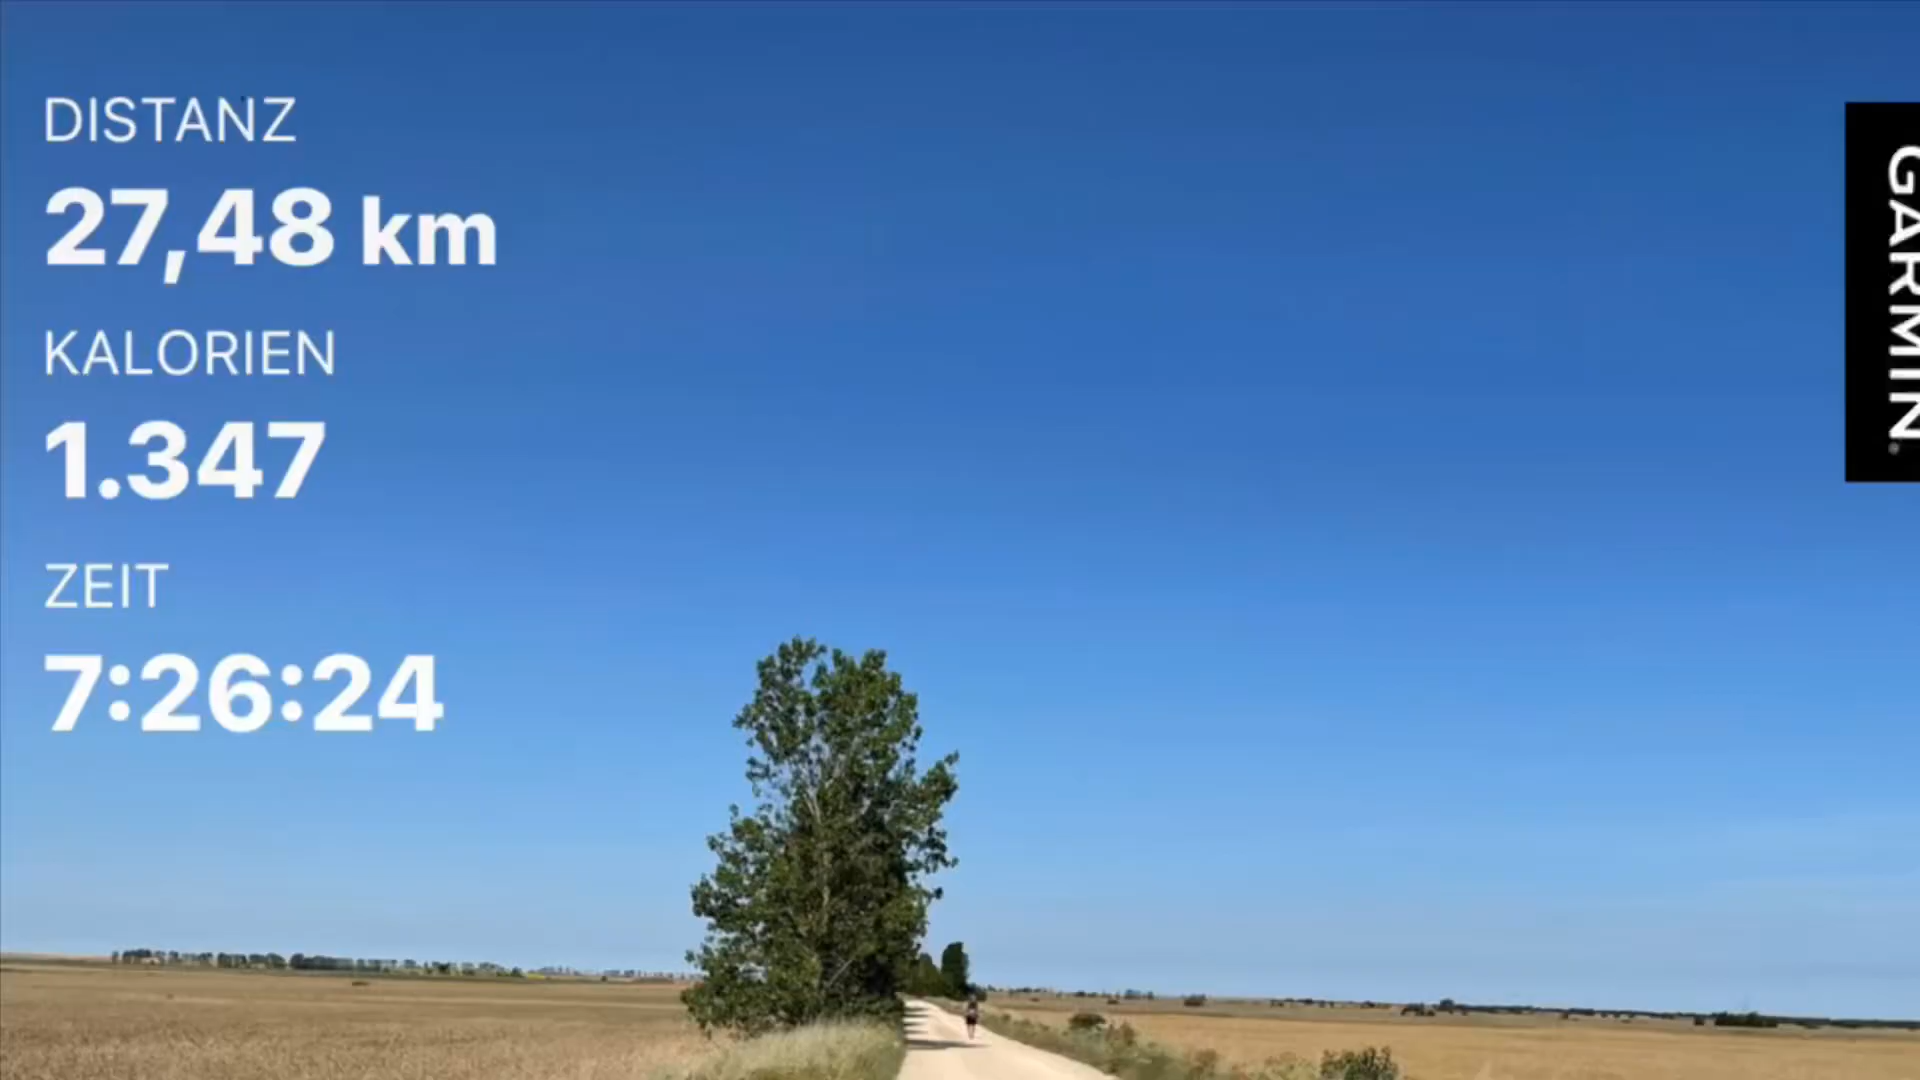 DISTANZ
27,48 km
KALORIEN
1.347
ZEIT
7:26:24
GARMIN